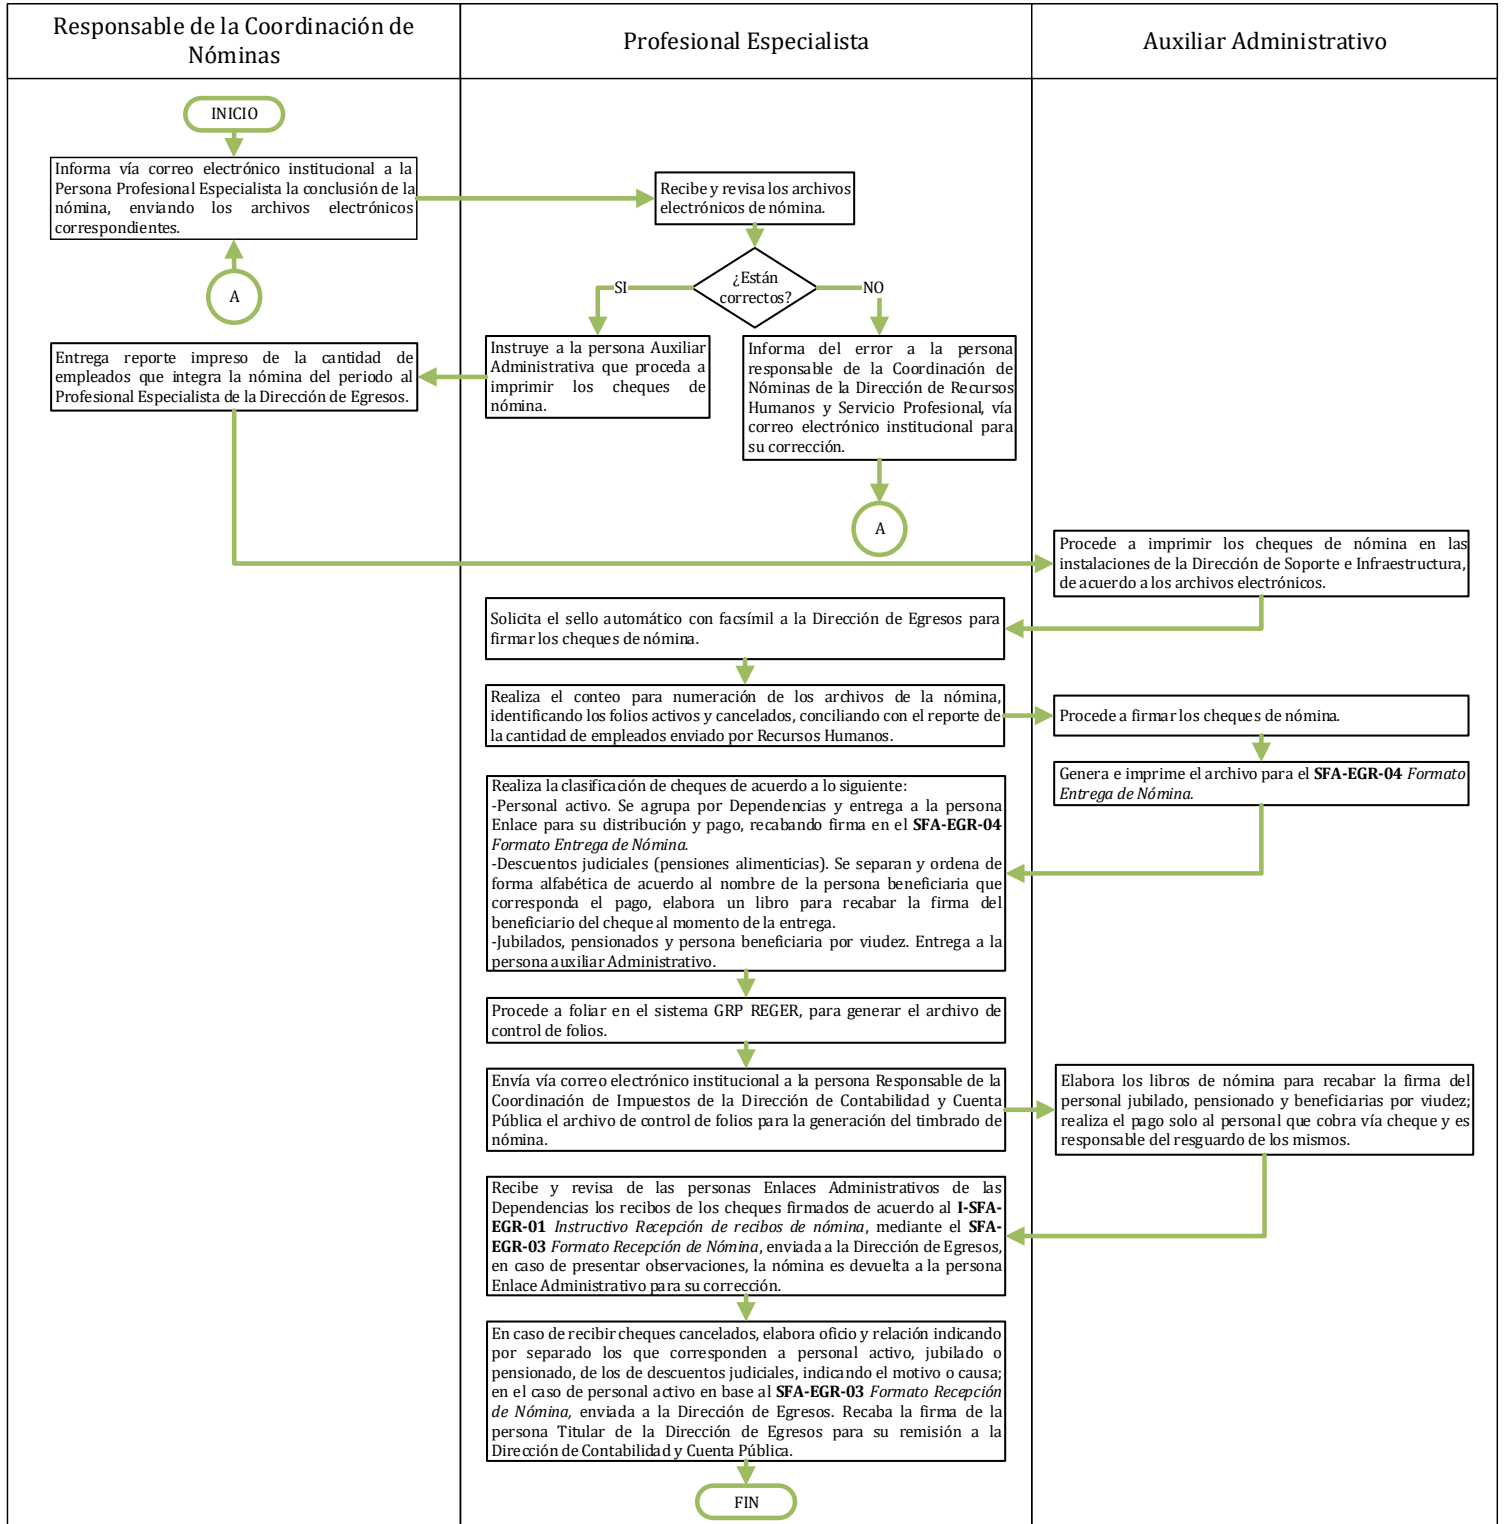 Responsable de la Coordinación de
Nóminas
Profesional Especialista
Auxiliar Administrativo
INICIO
Informa vía correo electrónico institucional a la
Persona Profesional Especialista la conclusión de la
nómina, enviando los archivos electrónicos
correspondientes.
Recibe y revisa los archivos
electrónicos de nómina.
A
¿Están
correctos?
SI
NO
Entrega reporte impreso de la cantidad de
empleados que integra la nómina del periodo al
Profesional Especialista de la Dirección de Egresos.
Instruye a la persona Auxiliar
Administrativa que proceda a
imprimir los cheques de
nómina.
Informa del error a la persona
responsable de la Coordinación de
Nóminas de la Dirección de Recursos
Humanos y Servicio Profesional, vía
correo electrónico institucional para
su corrección.
A
Procede a imprimir los cheques de nómina en las
instalaciones de la Dirección de Soporte e Infraestructura,
de acuerdo a los archivos electrónicos.
Solicita el sello automático con facsímil a la Dirección de Egresos para
firmar los cheques de nómina.
Realiza el conteo para numeración de los archivos de la nómina,
identificando los folios activos y cancelados, conciliando con el reporte de
la cantidad de empleados enviado por Recursos Humanos.
Procede a firmar los cheques de nómina.
Genera e imprime el archivo para el SFA-EGR-04 Formato
Entrega de Nómina.
Realiza la clasificación de cheques de acuerdo a lo siguiente:
-Personal activo. Se agrupa por Dependencias y entrega a la persona
Enlace para su distribución y pago, recabando firma en el SFA-EGR-04
Formato Entrega de Nómina.
-Descuentos judiciales (pensiones alimenticias). Se separan y ordena de
forma alfabética de acuerdo al nombre de la persona beneficiaria que
corresponda el pago, elabora un libro para recabar la firma del
beneficiario del cheque al momento de la entrega.
-Jubilados, pensionados y persona beneficiaria por viudez. Entrega a la
persona auxiliar Administrativo.
Procede a foliar en el sistema GRP REGER, para generar el archivo de
control de folios.
Envía vía correo electrónico institucional a la persona Responsable de la
Coordinación de Impuestos de la Dirección de Contabilidad y Cuenta
Pública el archivo de control de folios para la generación del timbrado de
nómina.
Elabora los libros de nómina para recabar la firma del
personal jubilado, pensionado y beneficiarias por viudez;
realiza el pago solo al personal que cobra vía cheque y es
responsable del resguardo de los mismos.
Recibe y revisa de las personas Enlaces Administrativos de las
Dependencias los recibos de los cheques firmados de acuerdo al I-SFA-
EGR-01 Instructivo Recepción de recibos de nómina, mediante el SFA-
EGR-03 Formato Recepción de Nómina, enviada a la Dirección de Egresos,
en caso de presentar observaciones, la nómina es devuelta a la persona
Enlace Administrativo para su corrección.
En caso de recibir cheques cancelados, elabora oficio y relación indicando
por separado los que corresponden a personal activo, jubilado o
pensionado, de los de descuentos judiciales, indicando el motivo o causa;
en el caso de personal activo en base al SFA-EGR-03 Formato Recepción
de Nómina, enviada a la Dirección de Egresos. Recaba la firma de la
persona Titular de la Dirección de Egresos para su remisión a la
Dirección de Contabilidad y Cuenta Pública.
FIN